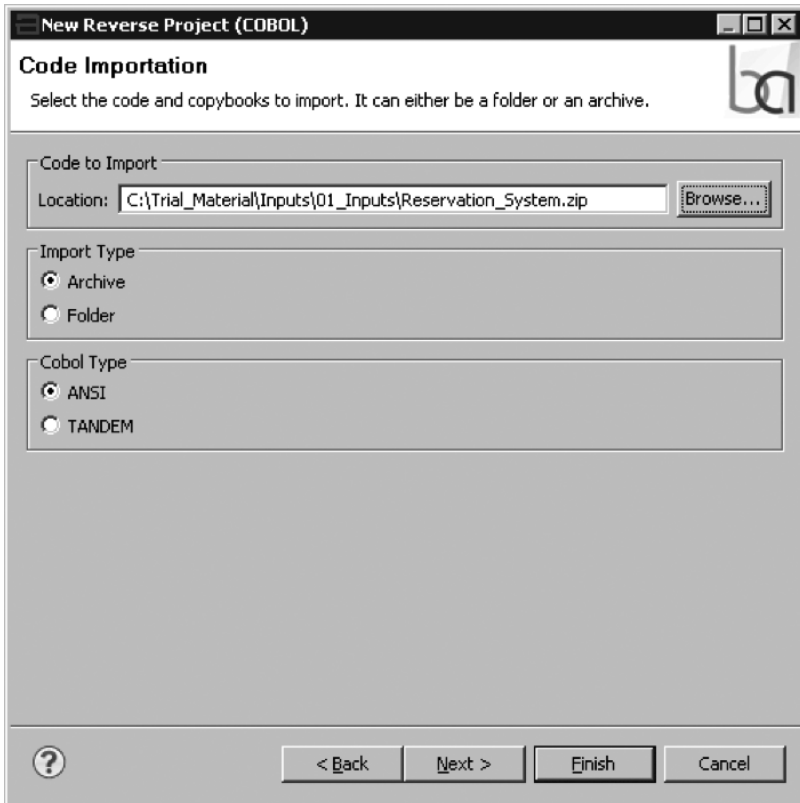 New Reverse Project (COBOL)
Code Importation
Select the code and copybooks to import. It can either be a folder or an archive.
ba
Code to Import
Location: C:\Trial_Material\Inputs\01_Inputs\Reservation_System.zip Browse...
Import Type
Archive
Folder
Cobol Type
ANSI
TANDEM
? < Back Next > Finish Cancel